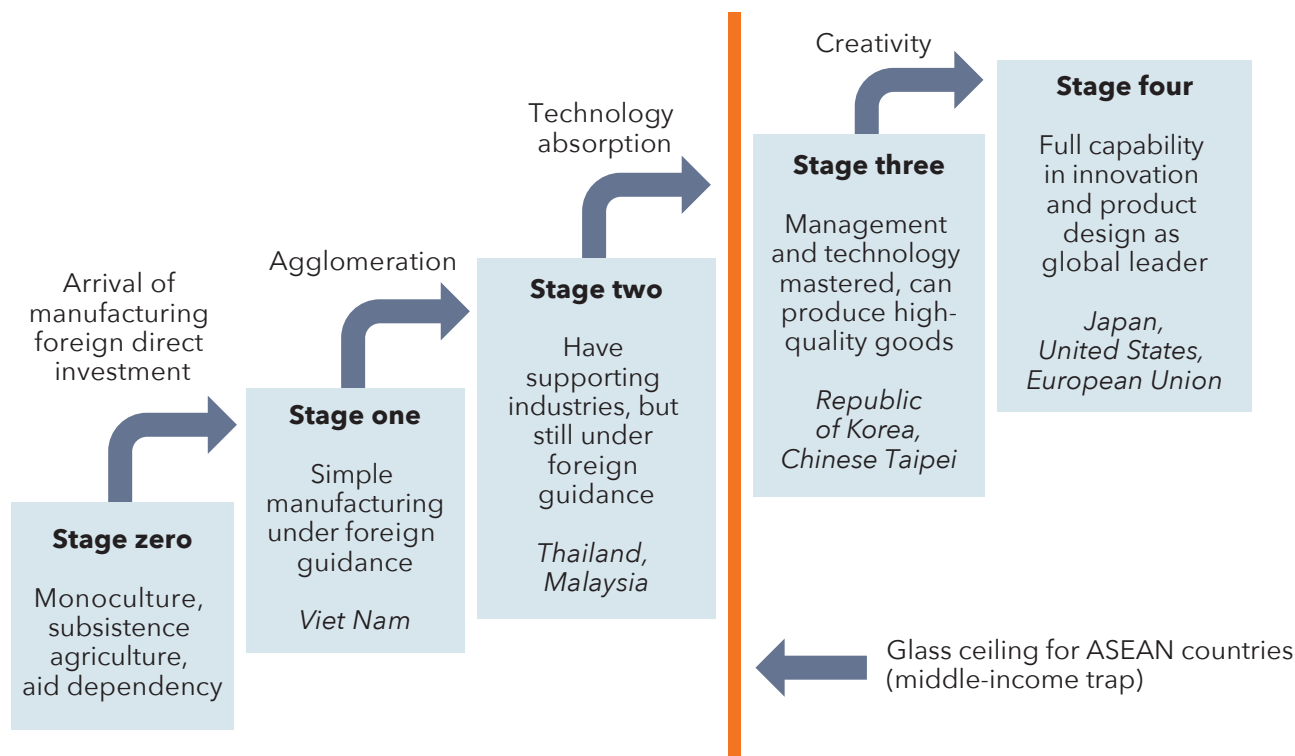 Arrival of
manufacturing
foreign direct
investment
Stage zero
Monoculture,
subsistence
agriculture,
aid dependency
Agglomeration
Stage one
Simple
manufacturing
under foreign
guidance
Viet Nam
Technology
absorption
Stage two
Have
supporting
industries, but
still under
foreign
guidance
Thailand,
Malaysia
Creativity
Stage three
Management
and technology
mastered, can
produce high-
quality goods
Republic
of Korea,
Chinese Taipei
Stage four
Full capability
in innovation
and product
design as
global leader
Japan,
United States,
European Union
Glass ceiling for ASEAN countries
(middle-income trap)